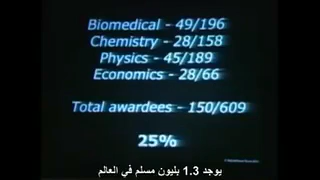 Biomedical - 49/196
Chemistry - 28/158
Physics - 45/189
Economics - 28/66
Total awardees - 150/609
25%
يوجد 1.3 بليون مسلم في العالم